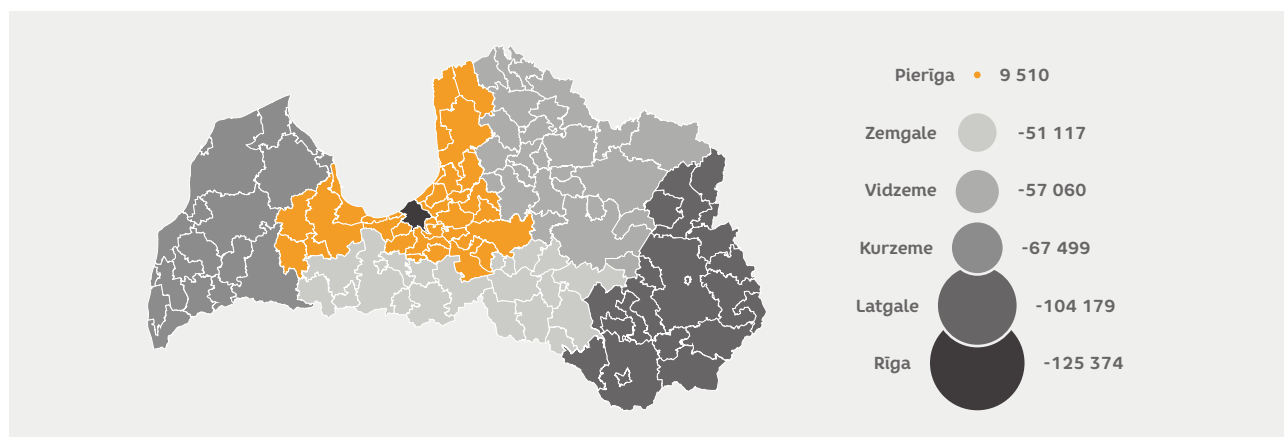 Pierīga 9 510
Zemgale -51 117
Vidzeme -57 060
Kurzeme -67 499
Latgale -104 179
Rīga -125 374